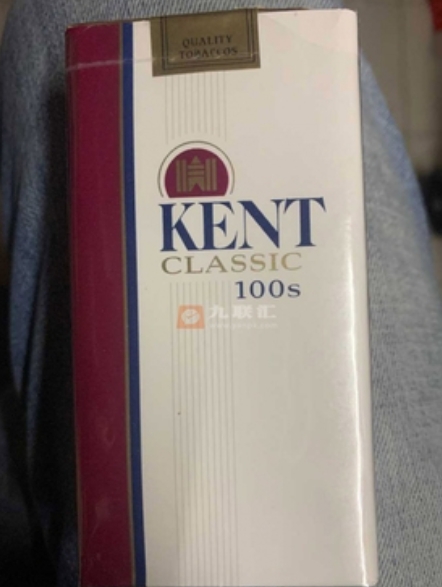 QUALITY
TOBACCOS
KENT
CLASSIC
100s
九联汇